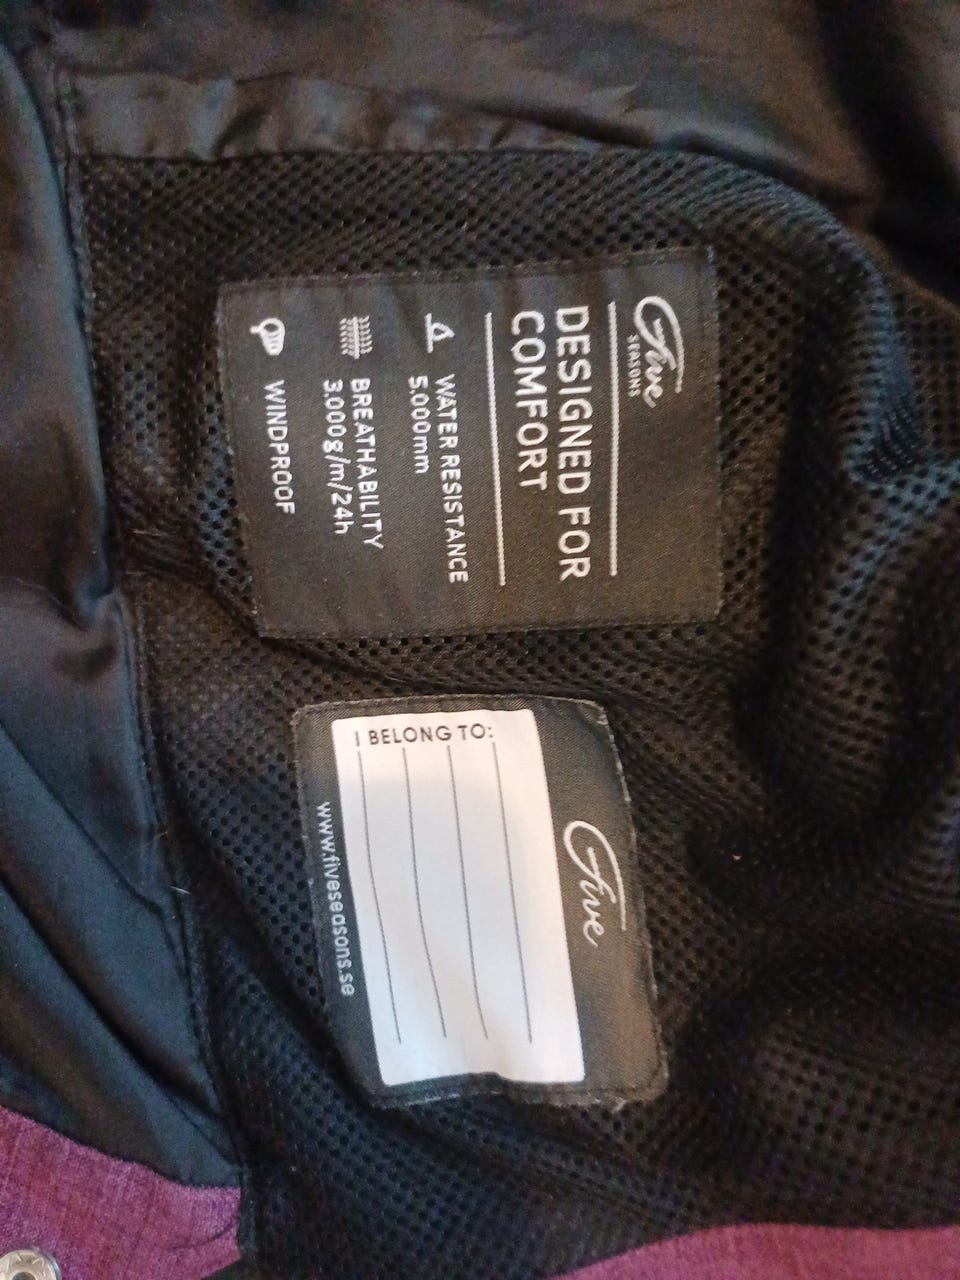 Five
SEASONS
DESIGNED FOR
COMFORT
WATER RESISTANCE
5.000mm
BREATHABILITY
3.000g/m/24h
WINDPROOF
Five
I BELONG TO:
www.fiveseasons.se